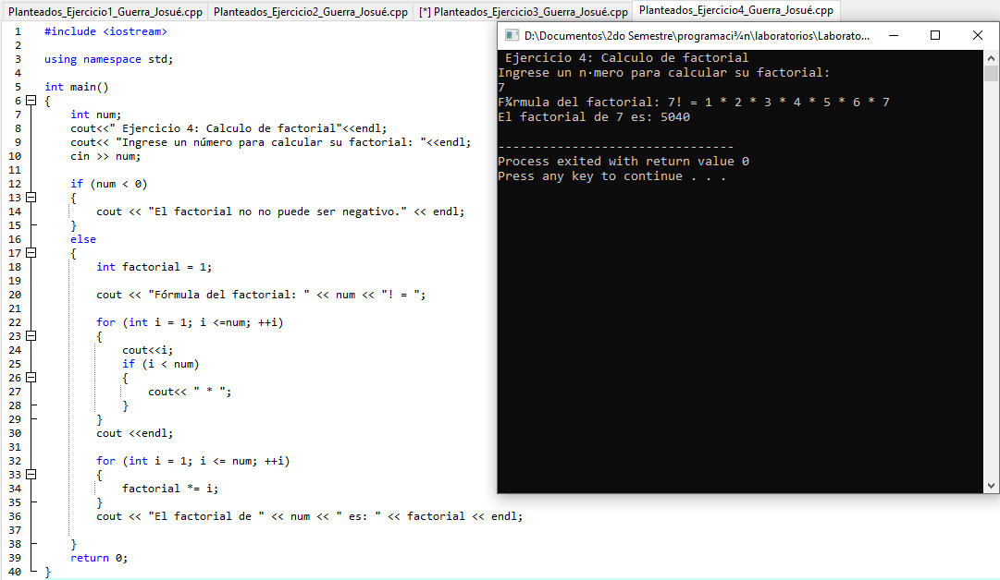 Planteados_Ejercicio1_Guerra_Josué.cpp Planteados_Ejercicio2_Guerra_Josué.cpp [*] Planteados_Ejercicio3_Guerra_Josué.cpp Planteados_Ejercicio4_Guerra_Josué.cpp
1 #include <iostream>
2
3 using namespace std;
4
5 int main()
6 {
7 int num;
8 cout<<" Ejercicio 4: Calculo de factorial"<<endl;
9 cout<< "Ingrese un número para calcular su factorial: "<<endl;
10 cin >> num;
11
12 if (num < 0)
13 {
14 cout << "El factorial no no puede ser negativo." << endl;
15 }
16 else
17 {
18 int factorial = 1;
19
20 cout << "Fórmula del factorial: " << num << "! = ";
21
22 for (int i = 1; i <=num; ++i)
23 {
24 cout<<i;
25 if (i < num)
26 {
27 cout<< " * ";
28 }
29 }
30 cout <<endl;
31
32 for (int i = 1; i <= num; ++i)
33 {
34 factorial *= i;
35 }
36 cout << "El factorial de " << num << " es: " << factorial << endl;
37
38 }
39 return 0;
40 }
D:\Documentos\2do Semestre\programaci¾n\laboratorios\Laborato...
Ejercicio 4: Calculo de factorial
Ingrese un n·mero para calcular su factorial:
7
F¾rmula del factorial: 7! = 1 * 2 * 3 * 4 * 5 * 6 * 7
El factorial de 7 es: 5040
--------------------------------
Process exited with return value 0
Press any key to continue . . .